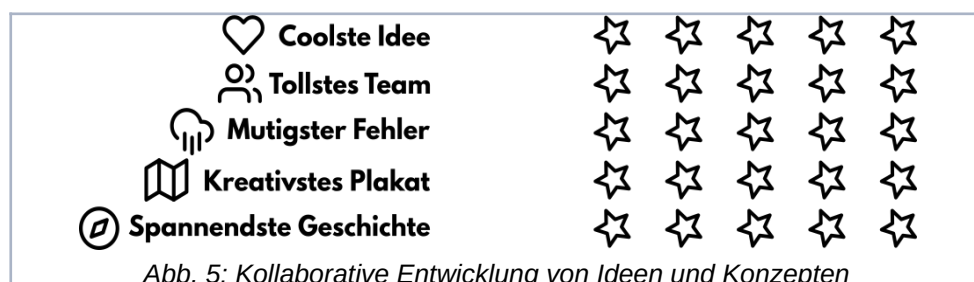 Coolste Idee
Tollstes Team
Mutigster Fehler
Kreativstes Plakat
Spannendste Geschichte
Abb. 5: Kollaborative Entwicklung von Ideen und Konzepten